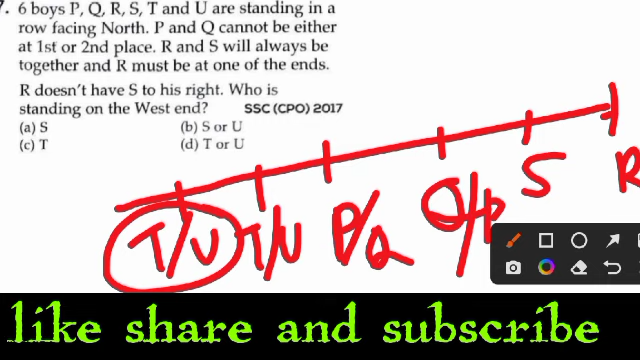 7. 6 boys P, Q, R, S, T and U are standing in a
row facing North. P and Q cannot be either
at 1st or 2nd place. R and S will always be
together and R must be at one of the ends.
R doesn't have S to his right. Who is
standing on the West end? SSC (CPO) 2017
(a) S (b) S or U
(c) T (d) T or U
T/U T/U P/Q Q/P S R
like share and subscribe